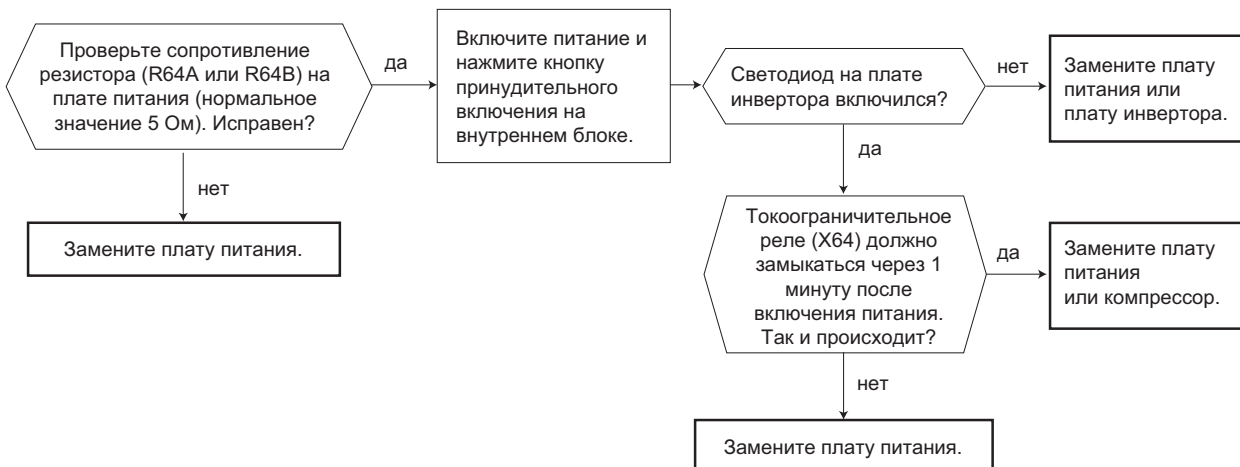 Проверьте сопротивление
резистора (R64A или R64B) на
плате питания (нормальное
значение 5 Ом). Исправен?
да
нет
Замените плату питания.
Включите питание и
нажмите кнопку
принудительного
включения на
внутреннем блоке.
Светодиод на плате
инвертора включился?
нет
Замените плату
питания или
плату инвертора.
да
Токоограничительное
реле (X64) должно
замыкаться через 1
минуту после
включения питания.
Так и происходит?
да
Замените плату
питания
или компрессор.
нет
Замените плату питания.